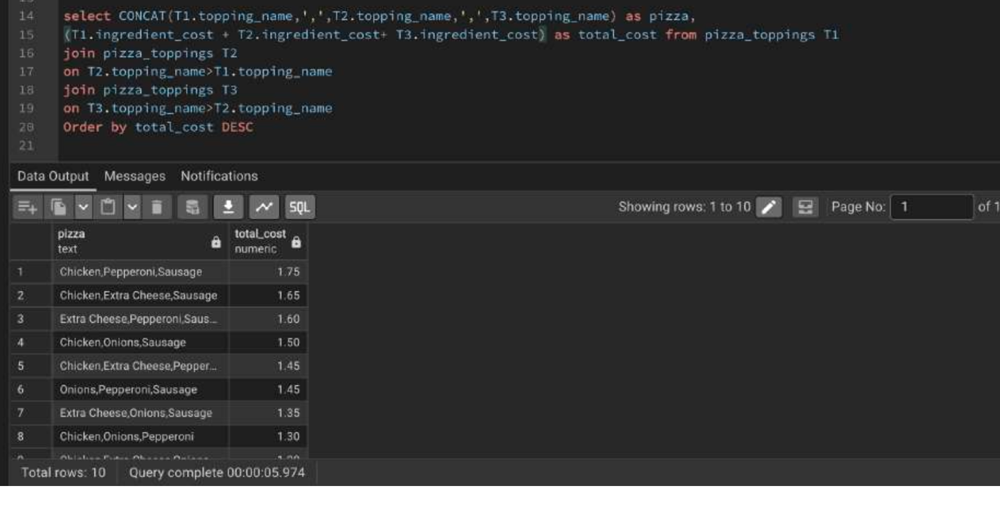 14 select CONCAT(T1.topping_name,',',T2.topping_name,',',T3.topping_name) as pizza,
15 (T1.ingredient_cost + T2.ingredient_cost+ T3.ingredient_cost) as total_cost from pizza_toppings T1
16 join pizza_toppings T2
17 on T2.topping_name>T1.topping_name
18 join pizza_toppings T3
19 on T3.topping_name>T2.topping_name
20 Order by total_cost DESC
21
Data Output Messages Notifications
SQL Showing rows: 1 to 10 Page No: 1 of 1
pizza total_cost
text numeric
1 Chicken,Pepperoni,Sausage 1.75
2 Chicken,Extra Cheese,Sausage 1.65
3 Extra Cheese,Pepperoni,Saus... 1.60
4 Chicken,Onions,Sausage 1.50
5 Chicken,Extra Cheese,Pepper... 1.45
6 Onions,Pepperoni,Sausage 1.45
7 Extra Cheese,Onions,Sausage 1.35
8 Chicken,Onions,Pepperoni 1.30
Total rows: 10 Query complete 00:00:05.974